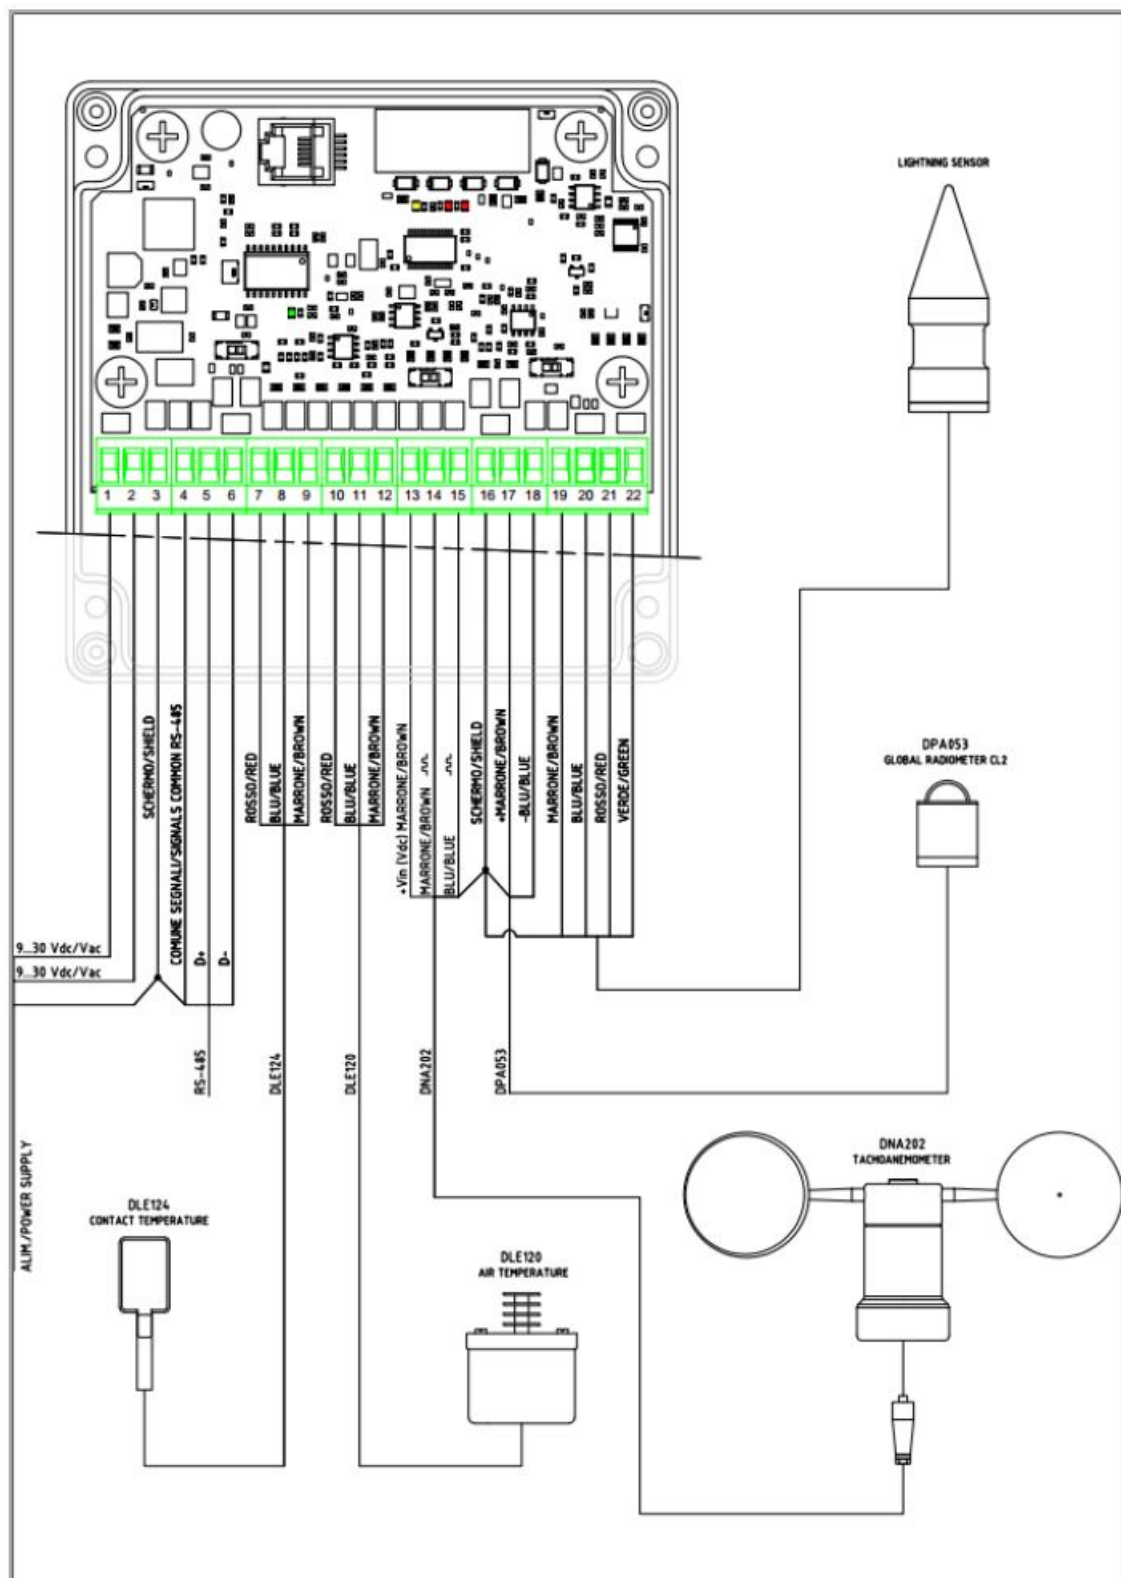 LIGHTNING SENSOR
1 2 3 4 5 6 7 8 9 10 11 12 13 14 15 16 17 18 19 20 21 22
SCHERMO/SHIELD
COMUNE SEGNALI/SIGNALS COMMON RS-485
D+
D-
ROSSO/RED
BLU/BLUE
MARRONE/BROWN
ROSSO/RED
BLU/BLUE
MARRONE/BROWN
+Vin (Vdc) MARRONE/BROWN
MARRONE/BROWN
BLU/BLUE
SCHERMO/SHIELD
+MARRONE/BROWN
-BLU/BLUE
MARRONE/BROWN
BLU/BLUE
ROSSO/RED
VERDE/GREEN
DPA053
GLOBAL RADIOMETER CL2
9...30 Vdc/Vac
9...30 Vdc/Vac
RS-485
DLE124
DLE120
DNA202
DPA053
ALIM./POWER SUPPLY
DLE124
CONTACT TEMPERATURE
DLE120
AIR TEMPERATURE
DNA202
TACHOANEMOMETER